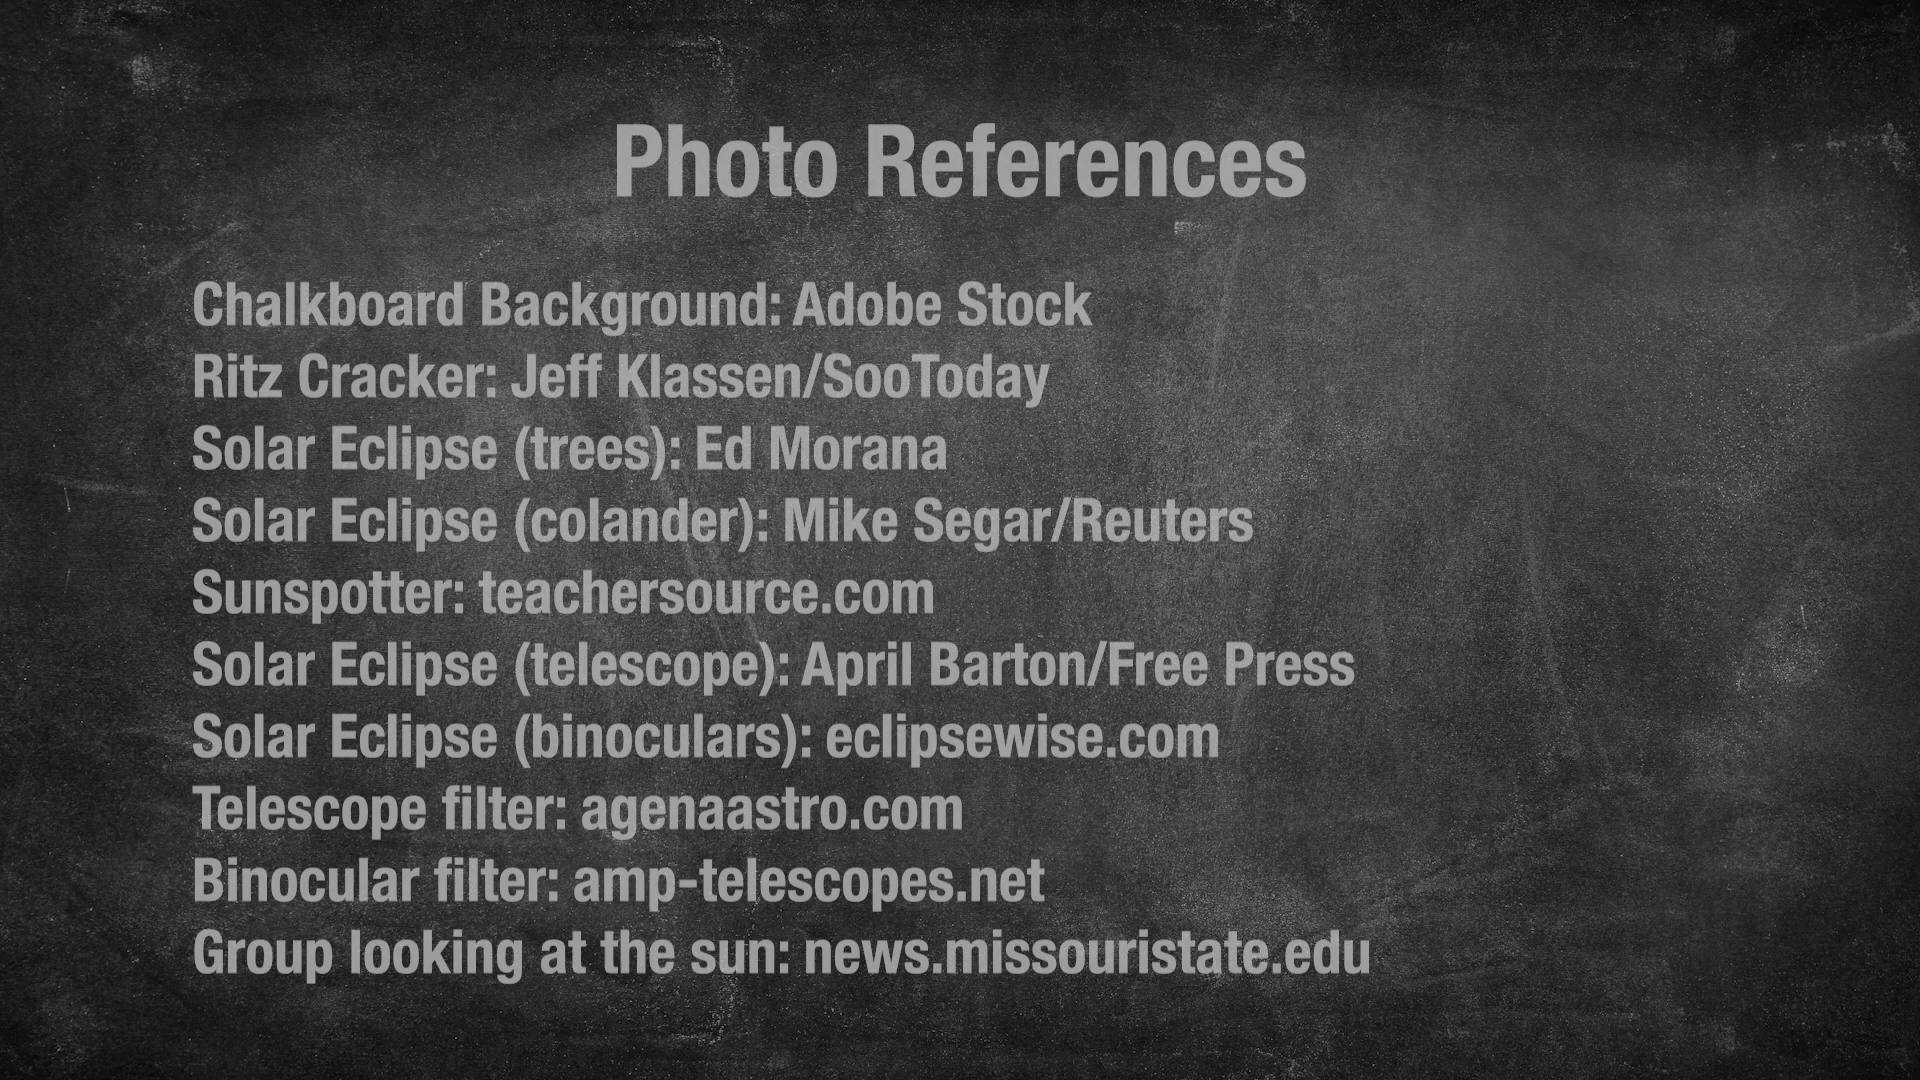 Photo References
Chalkboard Background: Adobe Stock
Ritz Cracker: Jeff Klassen/SooToday
Solar Eclipse (trees): Ed Morana
Solar Eclipse (colander): Mike Segar/Reuters
Sunspotter: teachersource.com
Solar Eclipse (telescope): April Barton/Free Press
Solar Eclipse (binoculars): eclipsewise.com
Telescope filter: agenaastro.com
Binocular filter: amp-telescopes.net
Group looking at the sun: news.missouristate.edu